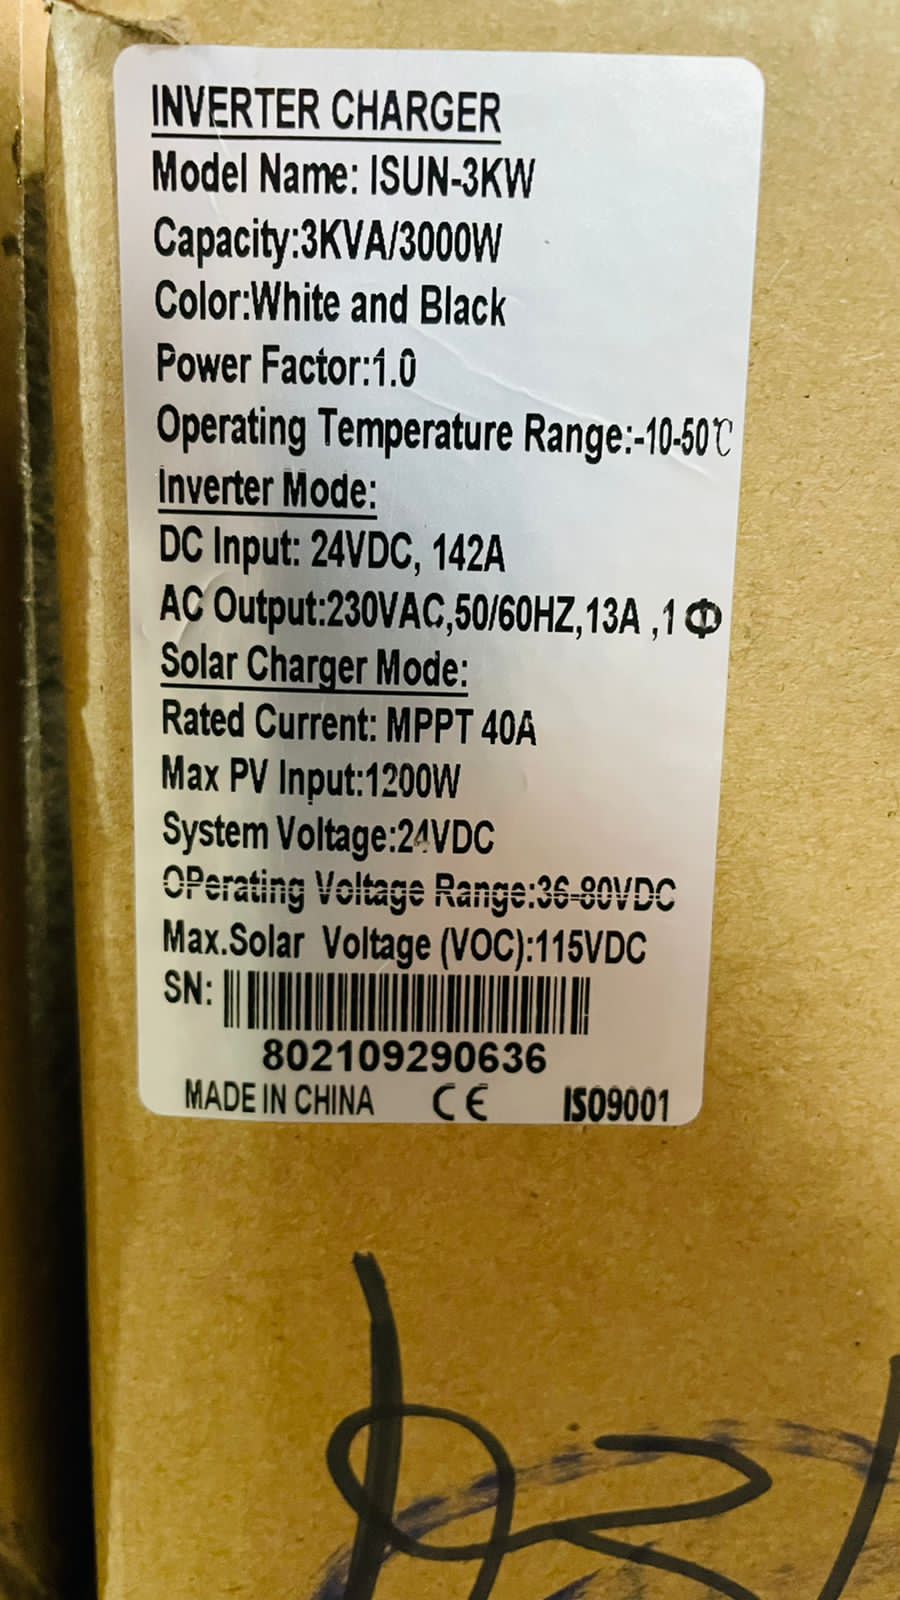 INVERTER CHARGER
Model Name: ISUN-3KW
Capacity:3KVA/3000W
Color:White and Black
Power Factor:1.0
Operating Temperature Range:-10-50℃
Inverter Mode:
DC Input: 24VDC, 142A
AC Output:230VAC,50/60HZ,13A ,1Φ
Solar Charger Mode:
Rated Current: MPPT 40A
Max PV Input:1200W
System Voltage:24VDC
OPerating Voltage Range:36-80VDC
Max.Solar Voltage (VOC):115VDC
SN:
802109290636
MADE IN CHINA CE ISO9001